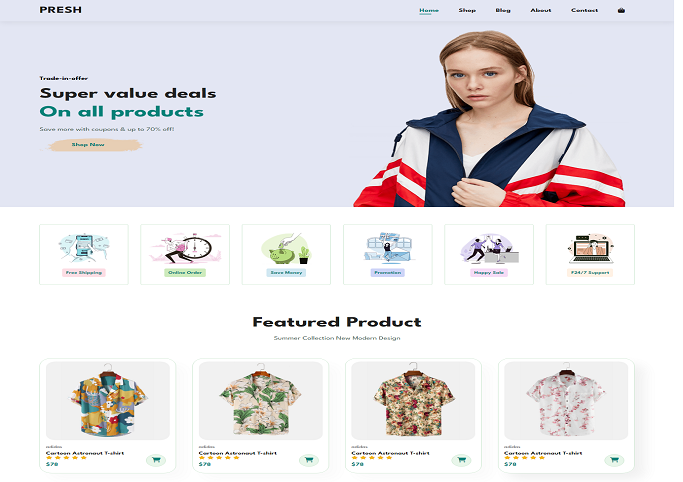 PRESH
Home Shop Blog About Contact
Trade-in-offer
Super value deals
On all products
Save more with coupons & up to 70% off!
Shop Now
Free Shipping Online Order Save Money Promotion Happy Sale F24/7 Support
Featured Product
Summer Collection New Modern Design
adidas adidas adidas adidas
Cartoon Astronaut T-shirt Cartoon Astronaut T-shirt Cartoon Astronaut T-shirt Cartoon Astronaut T-shirt
$78 $78 $78 $78